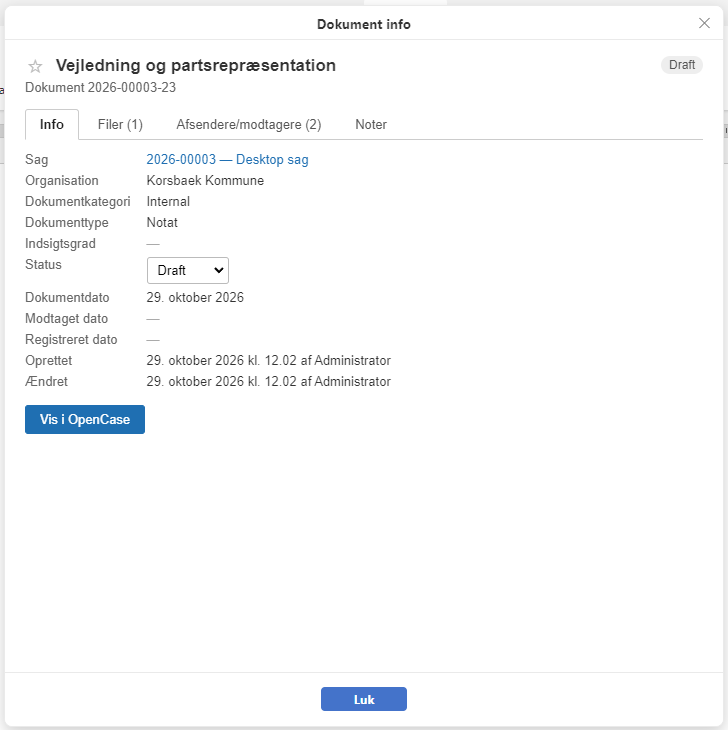 Dokument info
Vejledning og partsrepræsentation
Draft
Dokument 2026-00003-23
Info
Filer (1)
Afsendere/modtagere (2)
Noter
Sag 2026-00003 — Desktop sag
Organisation Korsbaek Kommune
Dokumentkategori Internal
Dokumenttype Notat
Indsigtsgrad —
Status Draft
Dokumentdato 29. oktober 2026
Modtaget dato —
Registreret dato —
Oprettet 29. oktober 2026 kl. 12.02 af Administrator
Ændret 29. oktober 2026 kl. 12.02 af Administrator
Vis i OpenCase
Luk